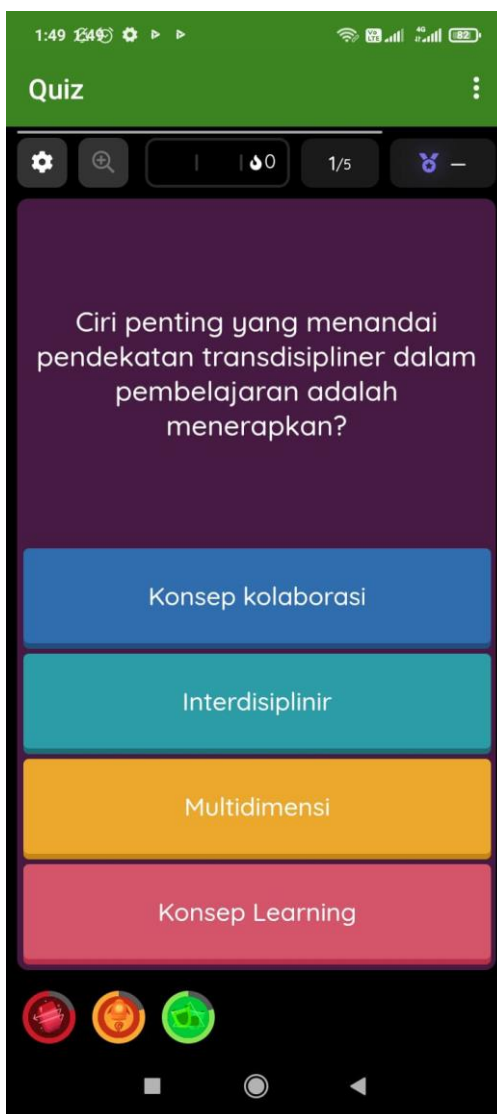 1:49
82
Quiz
0
1/5
–
Ciri penting yang menandai
pendekatan transdisipliner dalam
pembelajaran adalah
menerapkan?
Konsep kolaborasi
Interdisiplinir
Multidimensi
Konsep Learning